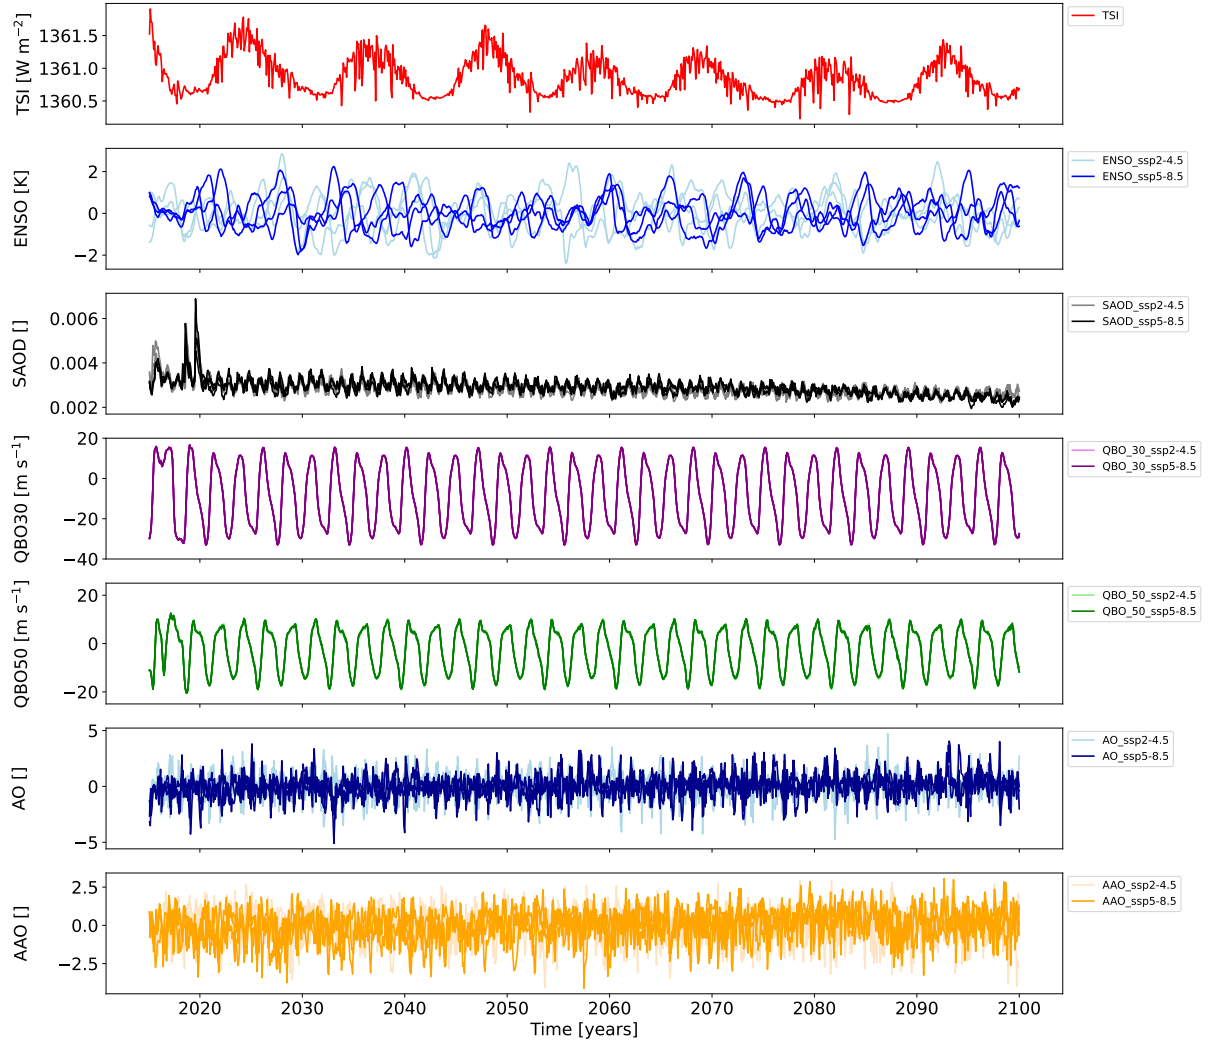 TSI [W m⁻²]
1361.5
1361.0
1360.5
TSI
ENSO [K]
2
0
−2
ENSO_ssp2-4.5
ENSO_ssp5-8.5
SAOD []
0.006
0.004
0.002
SAOD_ssp2-4.5
SAOD_ssp5-8.5
QBO30 [m s⁻¹]
20
0
−20
−40
QBO_30_ssp2-4.5
QBO_30_ssp5-8.5
QBO50 [m s⁻¹]
20
0
−20
QBO_50_ssp2-4.5
QBO_50_ssp5-8.5
AO []
5
0
−5
AO_ssp2-4.5
AO_ssp5-8.5
AAO []
2.5
0.0
−2.5
AAO_ssp2-4.5
AAO_ssp5-8.5
2020 2030 2040 2050 2060 2070 2080 2090 2100
Time [years]